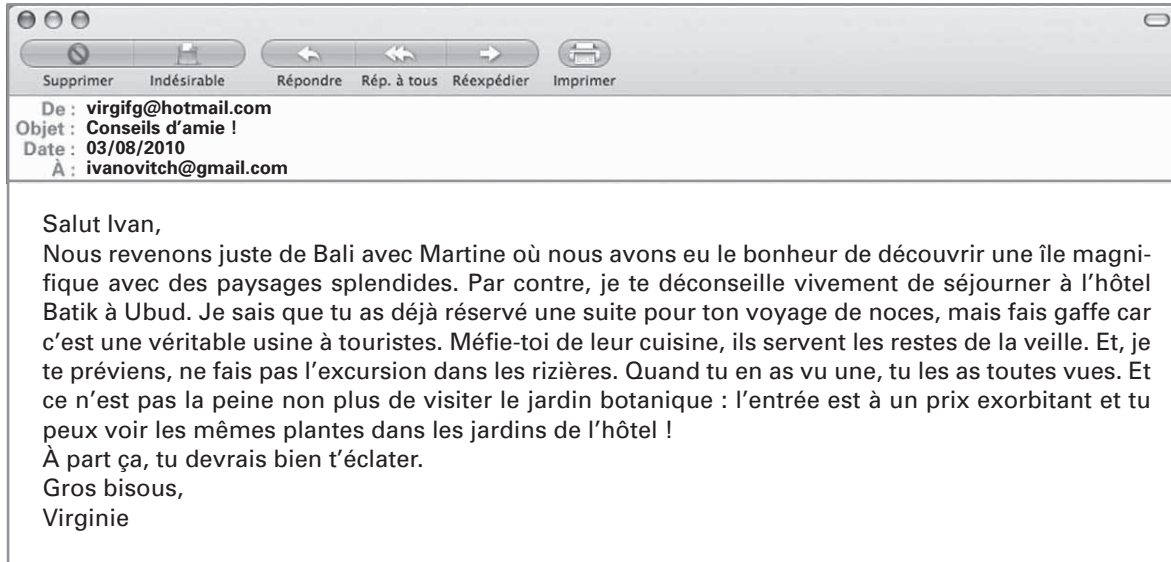 Supprimer Indésirable Répondre Rép. à tous Réexpédier Imprimer
De : virgifg@hotmail.com
Objet : Conseils d’amie !
Date : 03/08/2010
À : ivanovitch@gmail.com
Salut Ivan,
Nous revenons juste de Bali avec Martine où nous avons eu le bonheur de découvrir une île magni-
fique avec des paysages splendides. Par contre, je te déconseille vivement de séjourner à l’hôtel
Batik à Ubud. Je sais que tu as déjà réservé une suite pour ton voyage de noces, mais fais gaffe car
c’est une véritable usine à touristes. Méfie-toi de leur cuisine, ils servent les restes de la veille. Et, je
te préviens, ne fais pas l’excursion dans les rizières. Quand tu en as vu une, tu les as toutes vues. Et
ce n’est pas la peine non plus de visiter le jardin botanique : l’entrée est à un prix exorbitant et tu
peux voir les mêmes plantes dans les jardins de l’hôtel !
À part ça, tu devrais bien t’éclater.
Gros bisous,
Virginie